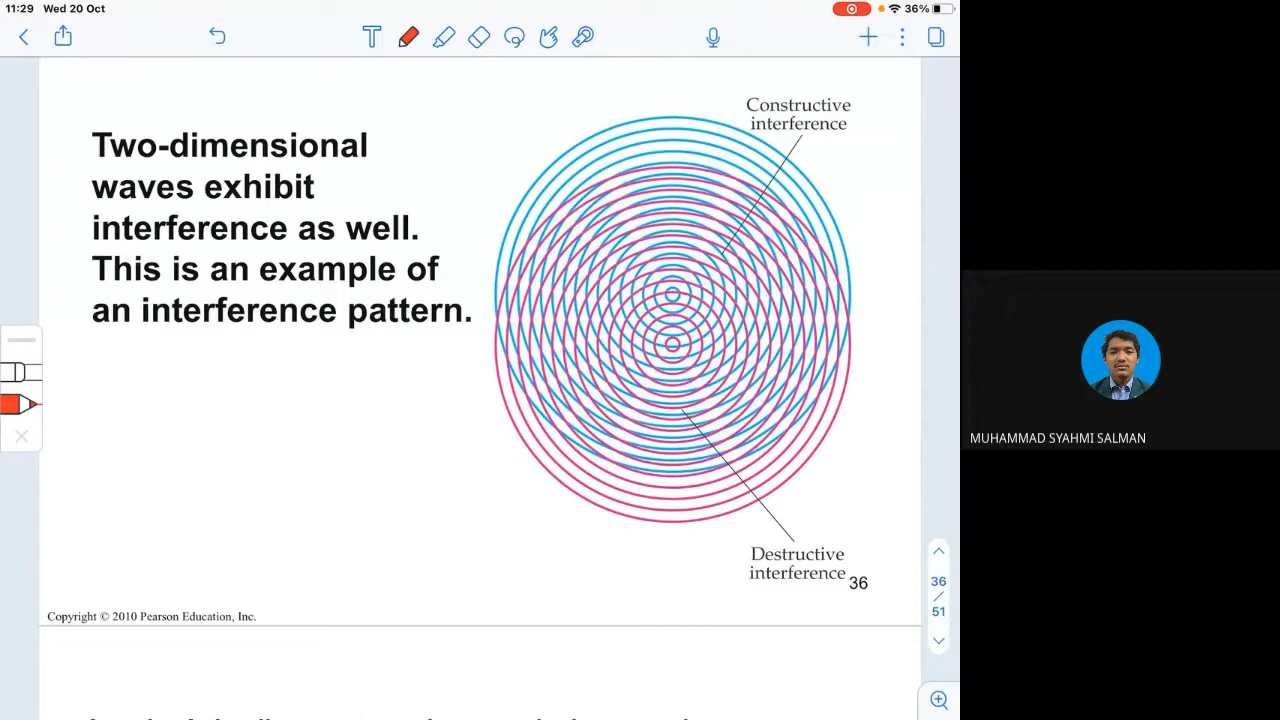 11:29 Wed 20 Oct
36%
Two-dimensional
waves exhibit
interference as well.
This is an example of
an interference pattern.
Constructive
interference
Destructive
interference
36
Copyright © 2010 Pearson Education, Inc.
36
/
51
MUHAMMAD SYAHMI SALMAN